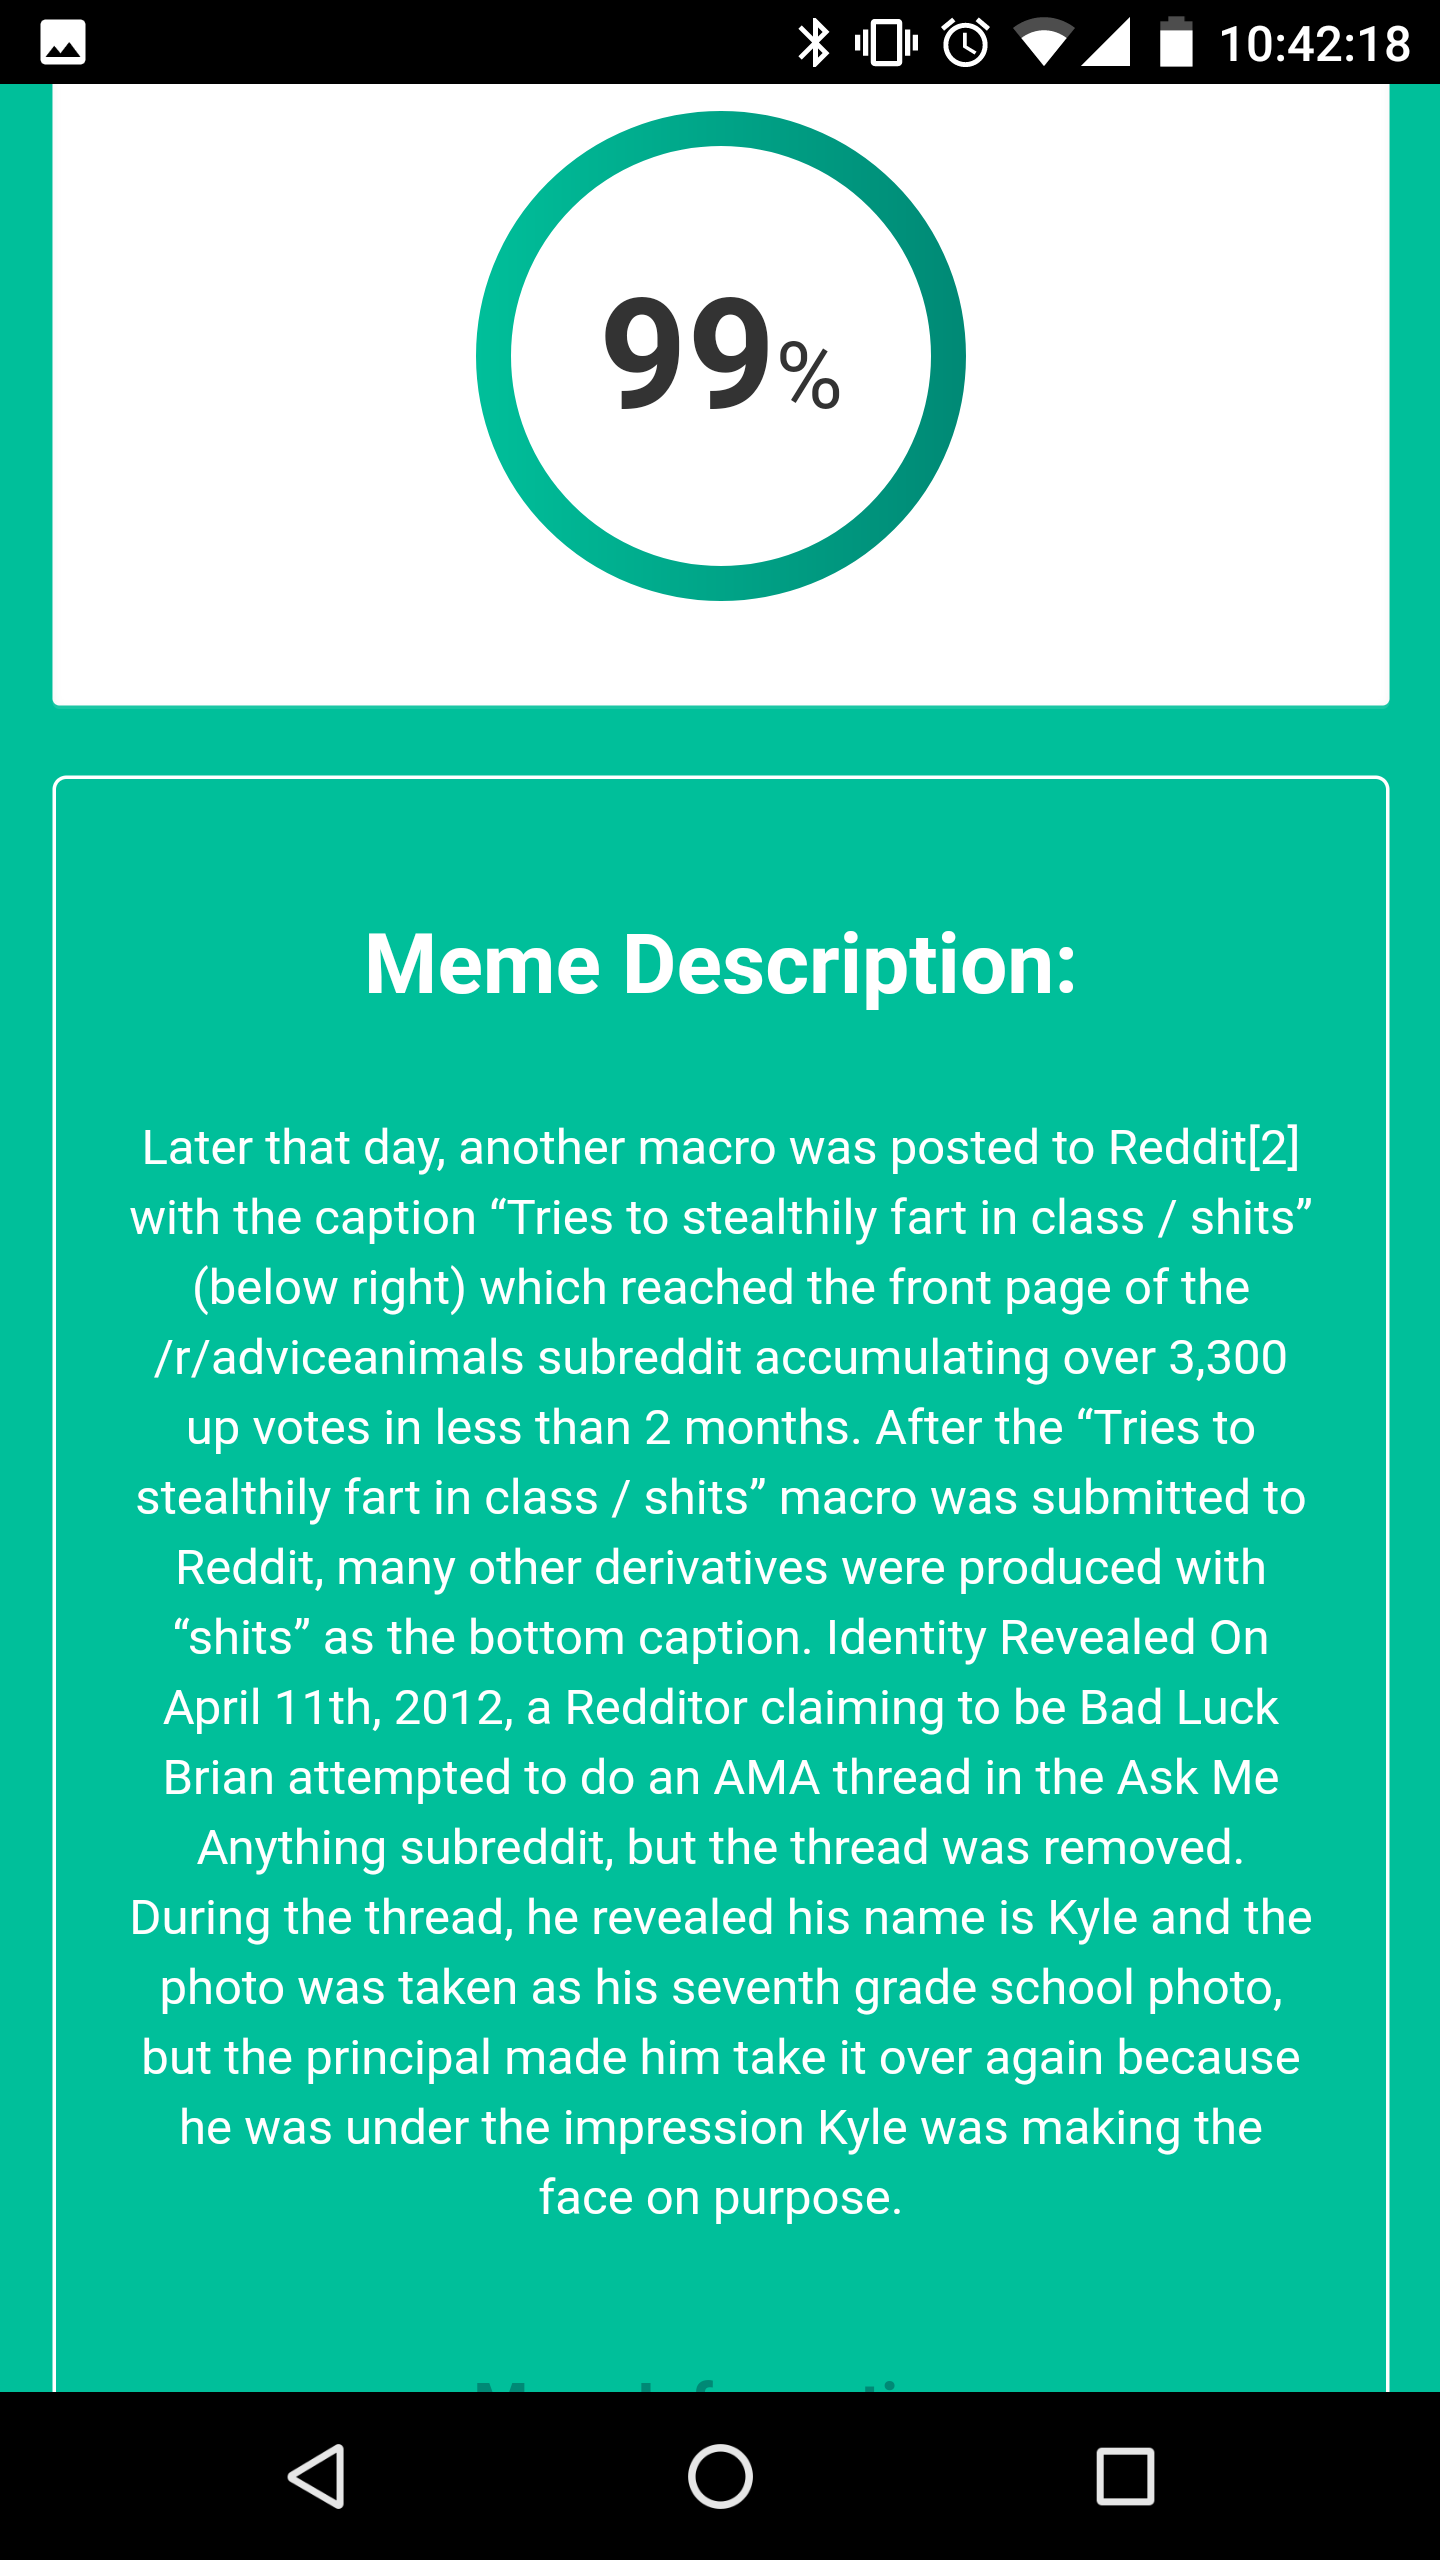 10:42:18
99%
Meme Description:
Later that day, another macro was posted to Reddit[2]
with the caption “Tries to stealthily fart in class / shits”
(below right) which reached the front page of the
/r/adviceanimals subreddit accumulating over 3,300
up votes in less than 2 months. After the “Tries to
stealthily fart in class / shits” macro was submitted to
Reddit, many other derivatives were produced with
“shits” as the bottom caption. Identity Revealed On
April 11th, 2012, a Redditor claiming to be Bad Luck
Brian attempted to do an AMA thread in the Ask Me
Anything subreddit, but the thread was removed.
During the thread, he revealed his name is Kyle and the
photo was taken as his seventh grade school photo,
but the principal made him take it over again because
he was under the impression Kyle was making the
face on purpose.